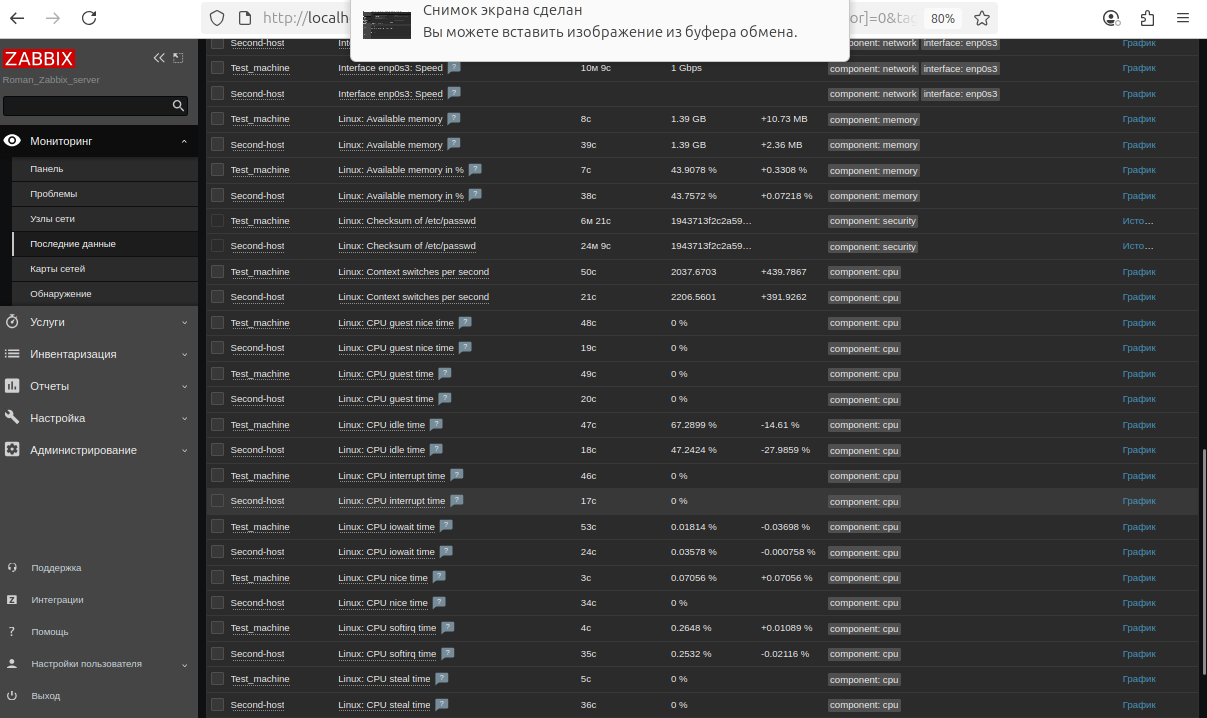 http://localh
Снимок экрана сделан
Вы можете вставить изображение из буфера обмена.
or]=0&tag
80%
ZABBIX
Roman_Zabbix_server
Мониторинг
Панель
Проблемы
Узлы сети
Последние данные
Карты сетей
Обнаружение
Услуги
Инвентаризация
Отчеты
Настройка
Администрирование
Поддержка
Интеграции
Помощь
Настройки пользователя
Выход
Second-host component: network interface: enp0s3 График
Test_machine Interface enp0s3: Speed ? 10м 9с 1 Gbps component: network interface: enp0s3 График
Second-host Interface enp0s3: Speed ? component: network interface: enp0s3 График
Test_machine Linux: Available memory ? 8с 1.39 GB +10.73 MB component: memory График
Second-host Linux: Available memory ? 39с 1.39 GB +2.36 MB component: memory График
Test_machine Linux: Available memory in % ? 7с 43.9078 % +0.3308 % component: memory График
Second-host Linux: Available memory in % ? 38с 43.7572 % +0.07218 % component: memory График
Test_machine Linux: Checksum of /etc/passwd 6м 21с 1943713f2c2a59... component: security Исто...
Second-host Linux: Checksum of /etc/passwd 24м 9с 1943713f2c2a59... component: security Исто...
Test_machine Linux: Context switches per second 50с 2037.6703 +439.7867 component: cpu График
Second-host Linux: Context switches per second 21с 2206.5601 +391.9262 component: cpu График
Test_machine Linux: CPU guest nice time ? 48с 0 % component: cpu График
Second-host Linux: CPU guest nice time ? 19с 0 % component: cpu График
Test_machine Linux: CPU guest time ? 49с 0 % component: cpu График
Second-host Linux: CPU guest time ? 20с 0 % component: cpu График
Test_machine Linux: CPU idle time ? 47с 67.2899 % -14.61 % component: cpu График
Second-host Linux: CPU idle time ? 18с 47.2424 % -27.9859 % component: cpu График
Test_machine Linux: CPU interrupt time ? 46с 0 % component: cpu График
Second-host Linux: CPU interrupt time ? 17с 0 % component: cpu График
Test_machine Linux: CPU iowait time ? 53с 0.01814 % -0.03698 % component: cpu График
Second-host Linux: CPU iowait time ? 24с 0.03578 % -0.000758 % component: cpu График
Test_machine Linux: CPU nice time ? 3с 0.07056 % +0.07056 % component: cpu График
Second-host Linux: CPU nice time ? 34с 0 % component: cpu График
Test_machine Linux: CPU softirq time ? 4с 0.2648 % +0.01089 % component: cpu График
Second-host Linux: CPU softirq time ? 35с 0.2532 % -0.02116 % component: cpu График
Test_machine Linux: CPU steal time ? 5с 0 % component: cpu График
Second-host Linux: CPU steal time ? 36с 0 % component: cpu График